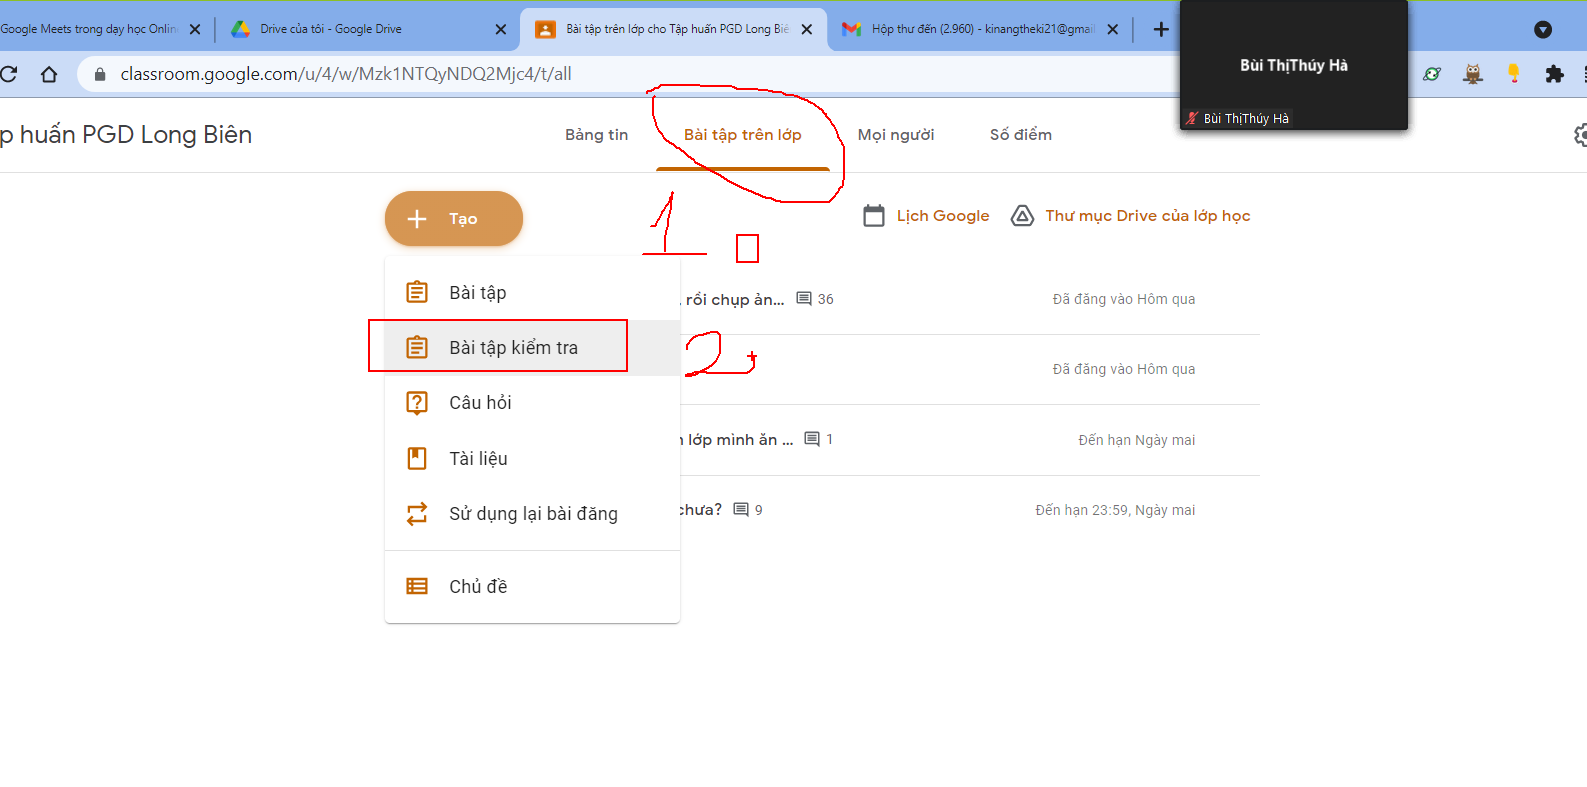 Google Meets trong dạy học Onlin
Drive của tôi - Google Drive
Bài tập trên lớp cho Tập huấn PGD Long Biê
Hộp thư đến (2.960) - kinangtheki21@gmail
classroom.google.com/u/4/w/Mzk1NTQyNDQ2Mjc4/t/all
Bùi ThịThúy Hà
Bùi ThịThúy Hà
p huấn PGD Long Biên
Bảng tin
Bài tập trên lớp
Mọi người
Số điểm
Tạo
1
Lịch Google
Thư mục Drive của lớp học
Bài tập
. rồi chụp ản... 36
Đã đăng vào Hôm qua
Bài tập kiểm tra
2
Đã đăng vào Hôm qua
Câu hỏi
lớp mình ăn ... 1
Đến hạn Ngày mai
Tài liệu
chưa? 9
Đến hạn 23:59, Ngày mai
Sử dụng lại bài đăng
Chủ đề